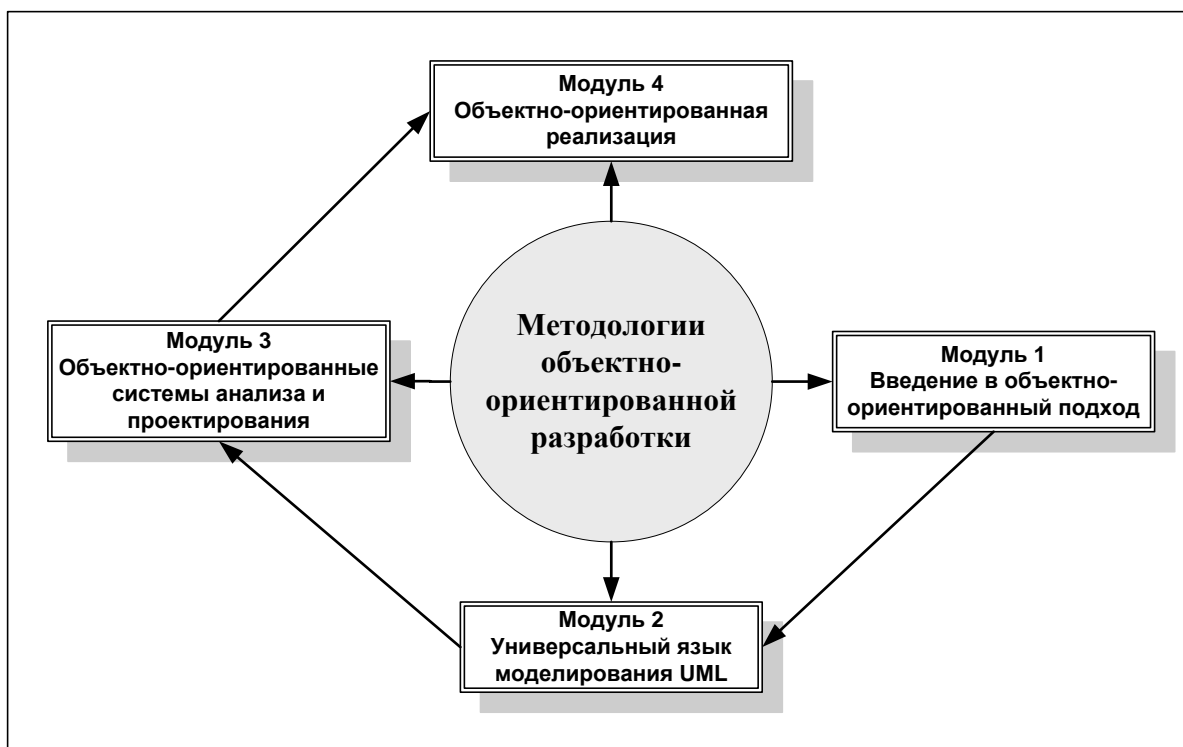 Модуль 4
Объектно-ориентированная
реализация
Модуль 3
Объектно-ориентированные
системы анализа и
проектирования
Методологии
объектно-
ориентированной
разработки
Модуль 1
Введение в объектно-
ориентированный подход
Модуль 2
Универсальный язык
моделирования UML